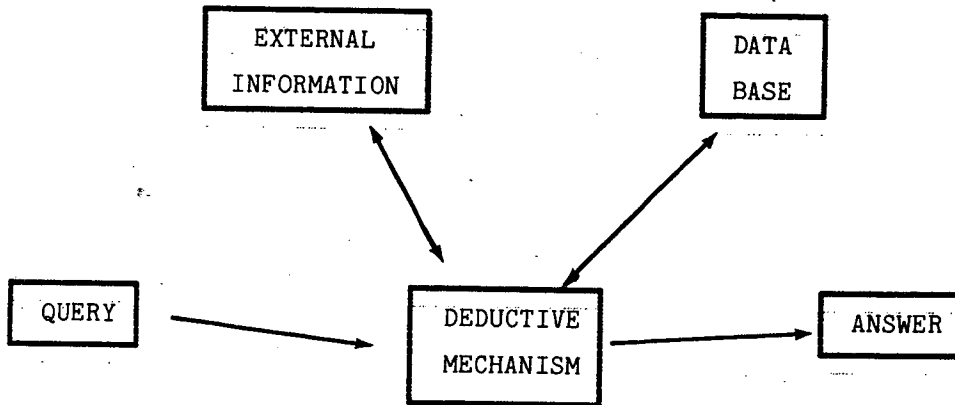 EXTERNAL
INFORMATION
DATA
BASE
QUERY
DEDUCTIVE
MECHANISM
ANSWER